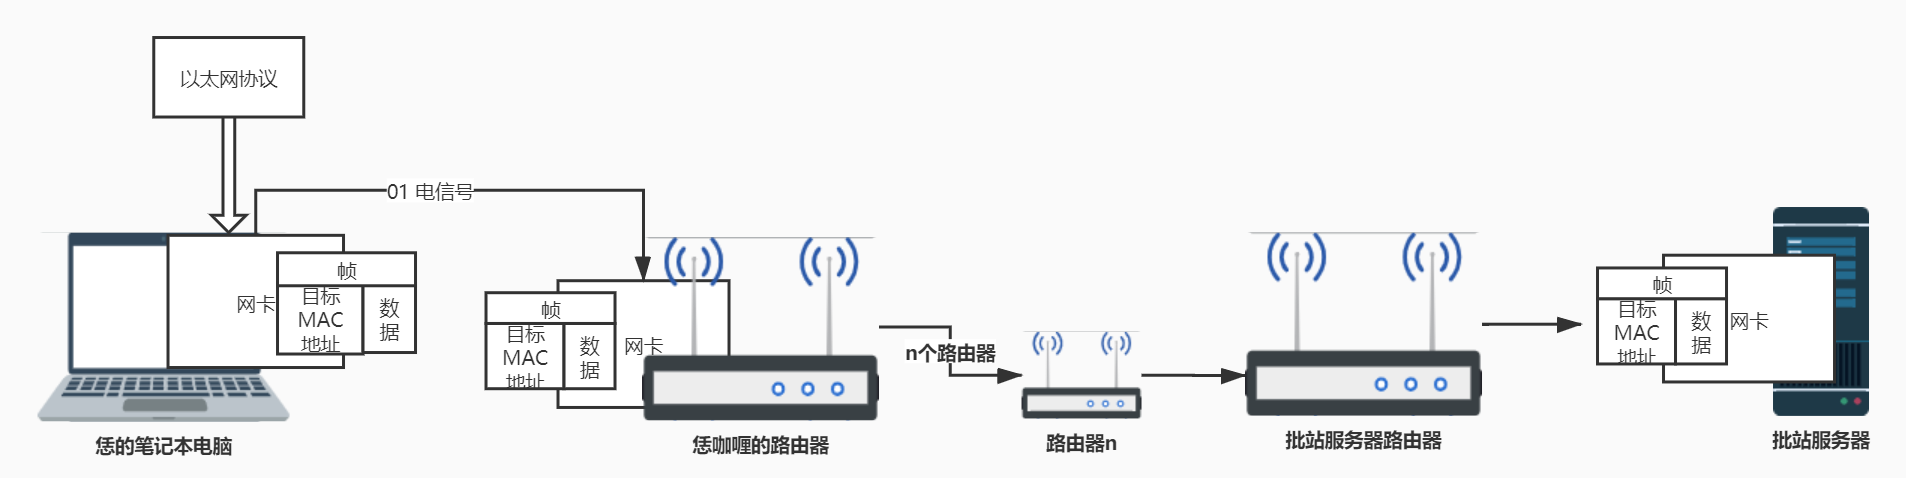 以太网协议
01 电信号
网卡
帧
目标
MAC
地址
数
据
恁的笔记本电脑
帧
目标
MAC
地址
数
据
网卡
恁咖喱的路由器
n个路由器
路由器n
批站服务器路由器
帧
目标
MAC
地址
数
据
网卡
批站服务器